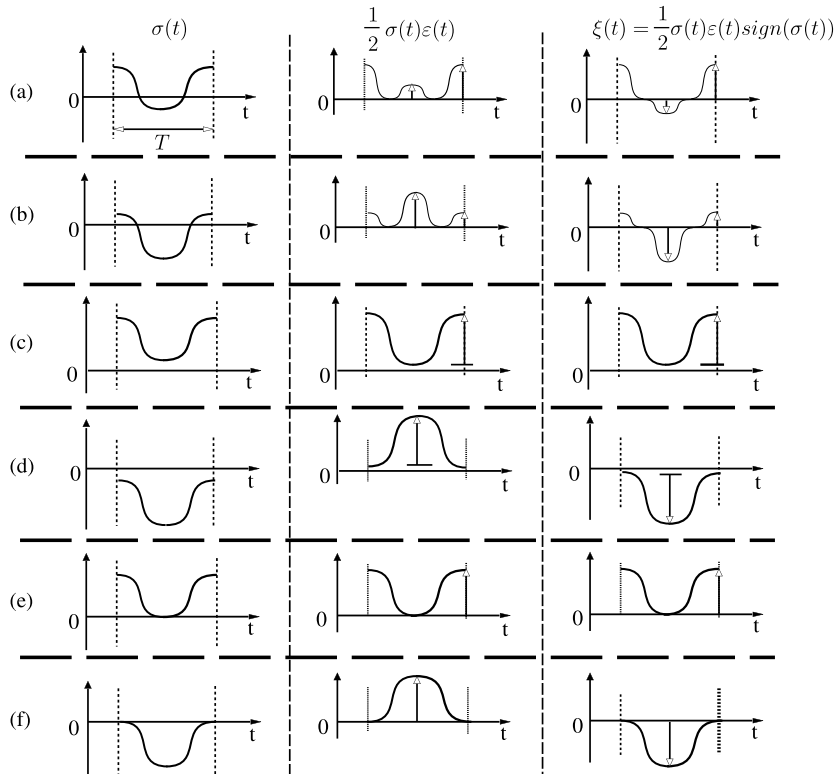 σ(t) 1/2 σ(t)ε(t) ξ(t) = 1/2 σ(t)ε(t)sign(σ(t))
(a) 0 t 0 t 0 t
T
(b) 0 t 0 t 0 t
(c) 0 t 0 t 0 t
(d) 0 t 0 t 0 t
(e) 0 t 0 t 0 t
(f) 0 t 0 t 0 t